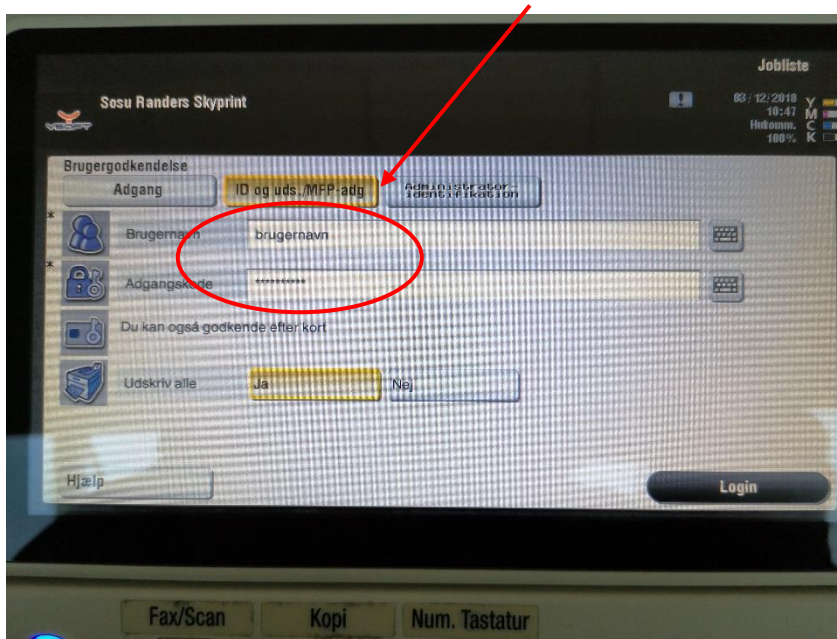 Jobliste
Sosu Randers Skyprint
03/12/2018
10:47
Hukomm.
100%
Y
M
C
K
Brugergodkendelse
Adgang
ID og uds./MFP-adg
Administrator-
identifikation
* Brugernavn brugernavn
* Adgangskode **********
Du kan også godkende efter kort
Udskriv alle Ja Nej
Hjælp
Login
Fax/Scan Kopi Num. Tastatur